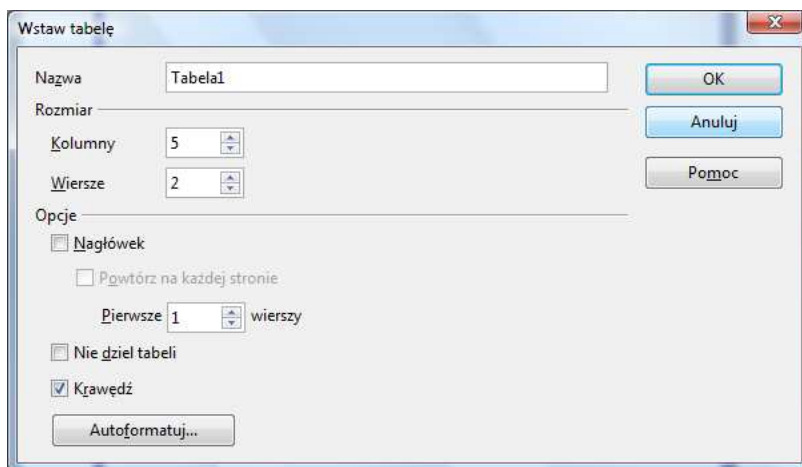 Wstaw tabelę
Nazwa Tabela1 OK
Rozmiar Anuluj
Kolumny 5
Wiersze 2 Pomoc
Opcje
Nagłówek
Powtórz na każdej stronie
Pierwsze 1 wierszy
Nie dziel tabeli
Krawędź
Autoformatuj...